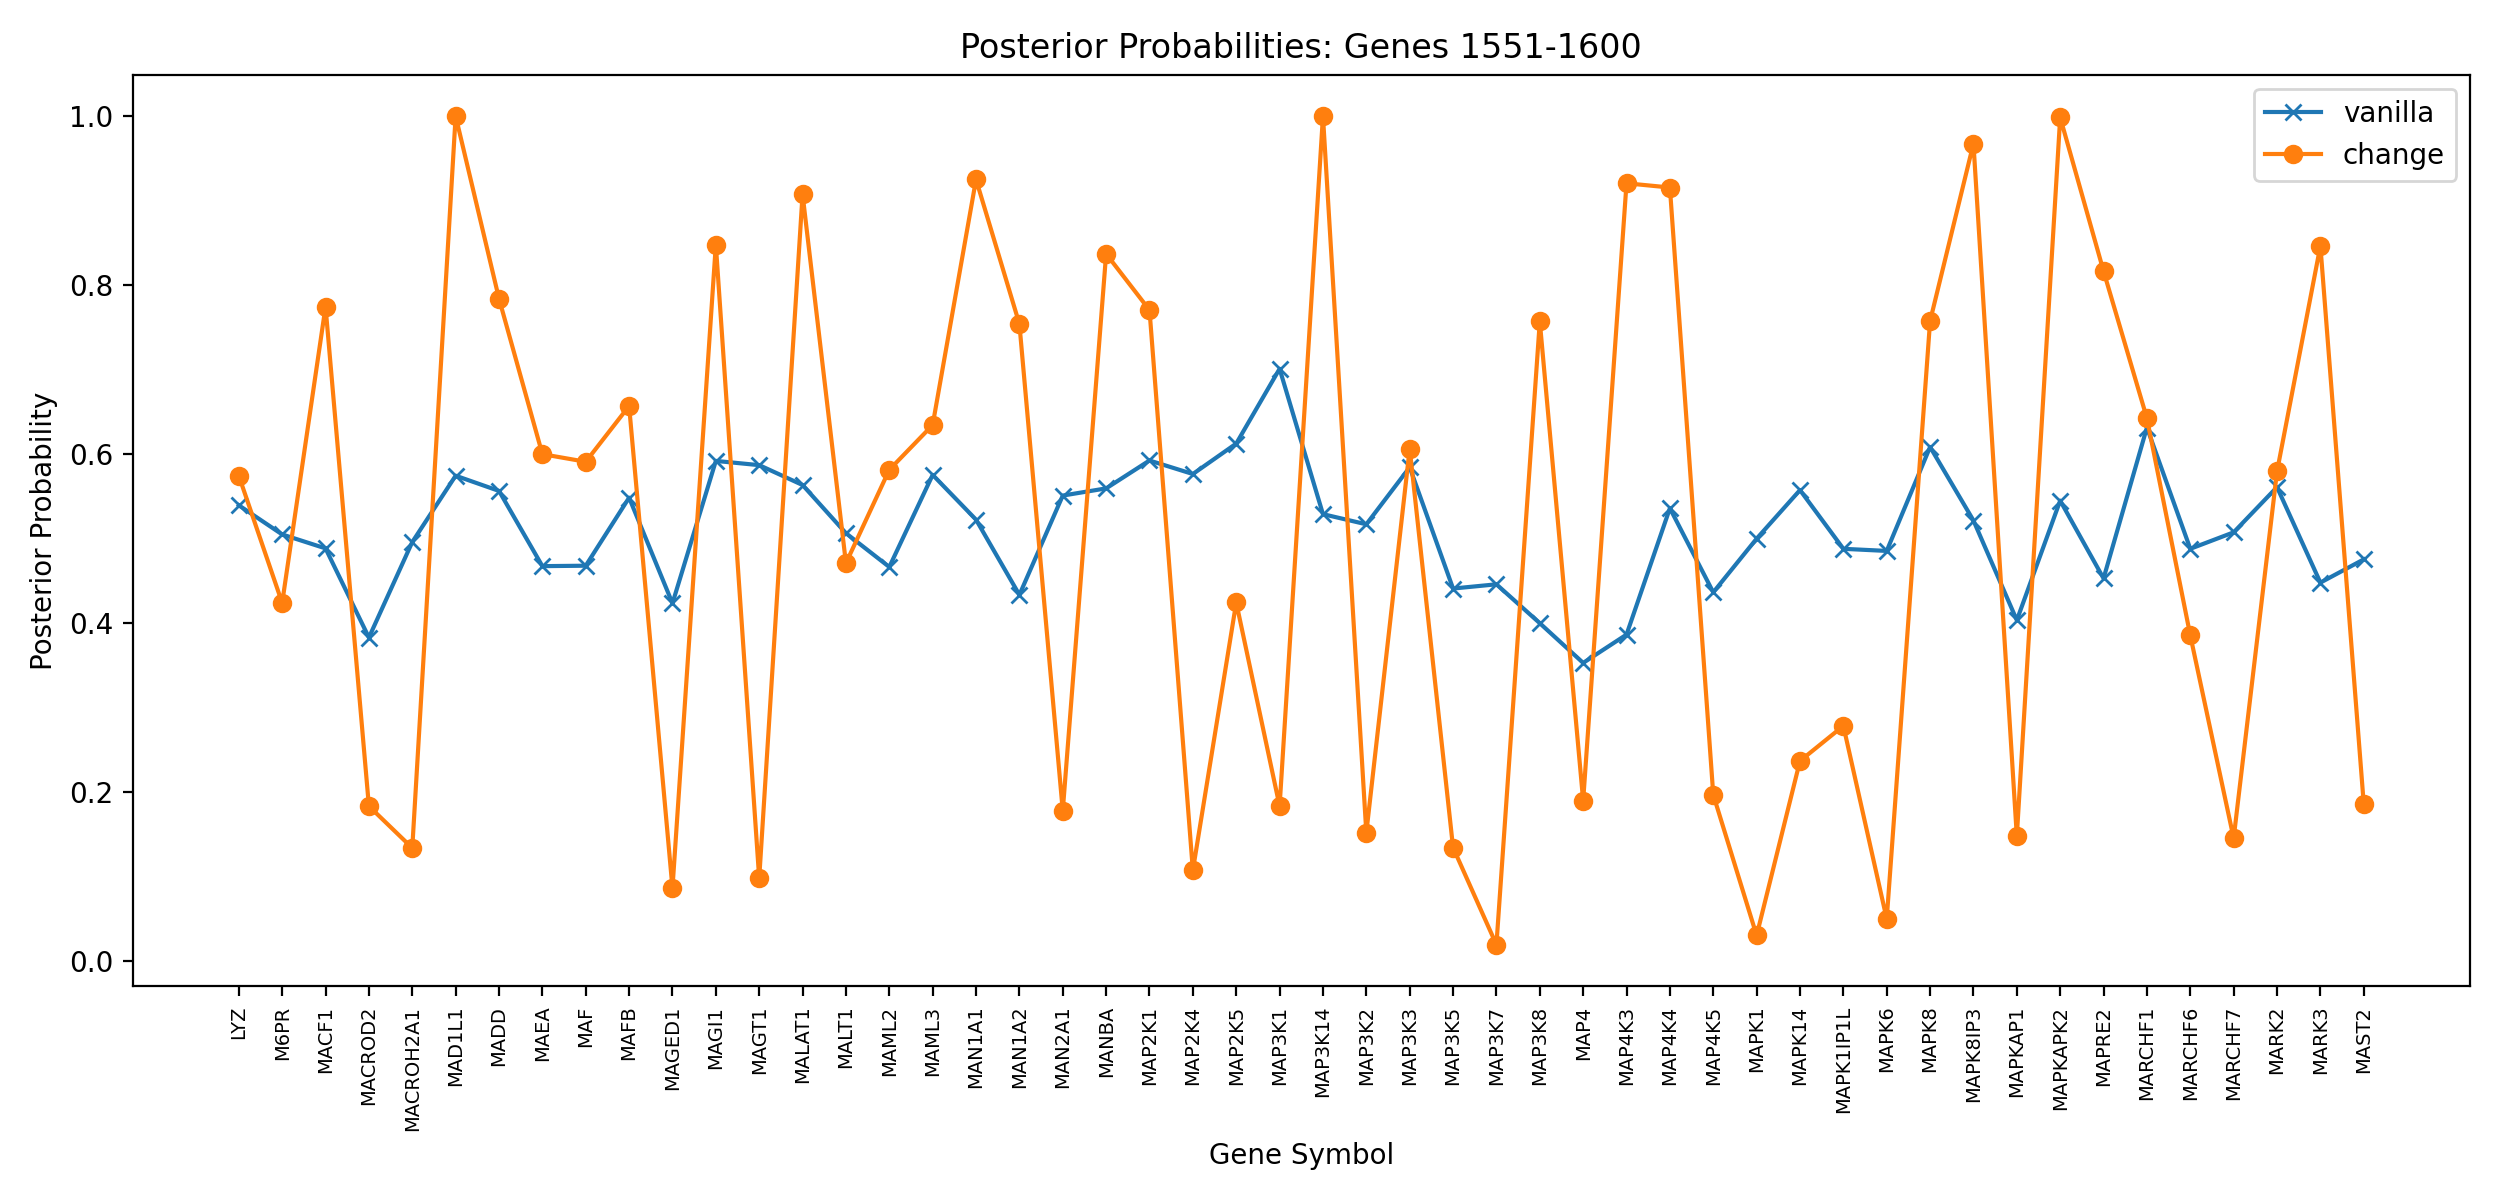 Posterior Probabilities: Genes 1551-1600
vanilla
change
Posterior Probability
1.0
0.8
0.6
0.4
0.2
0.0
LYZ
M6PR
MACF1
MACROD2
MACROH2A1
MAD1L1
MADD
MAEA
MAF
MAFB
MAGED1
MAGI1
MAGT1
MALAT1
MALT1
MAML2
MAML3
MAN1A1
MAN1A2
MAN2A1
MANBA
MAP2K1
MAP2K4
MAP2K5
MAP3K1
MAP3K14
MAP3K2
MAP3K3
MAP3K5
MAP3K7
MAP3K8
MAP4
MAP4K3
MAP4K4
MAP4K5
MAPK1
MAPK14
MAPK1IP1L
MAPK6
MAPK8
MAPK8IP3
MAPKAP1
MAPKAPK2
MAPRE2
MARCHF1
MARCHF6
MARCHF7
MARK2
MARK3
MAST2
Gene Symbol